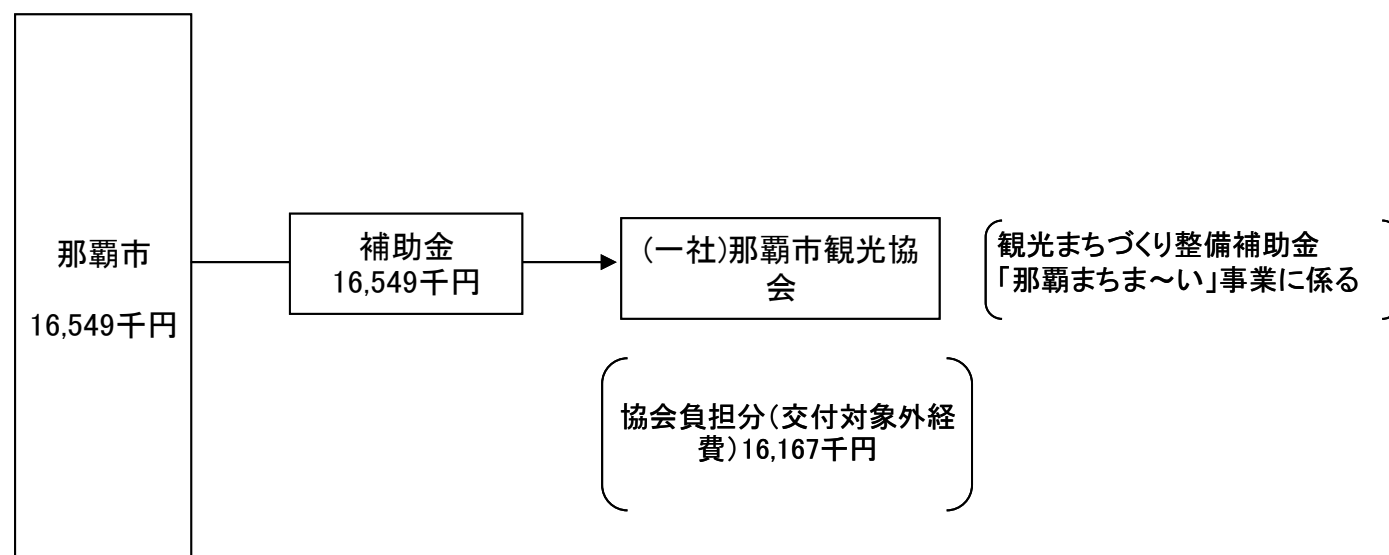 那覇市
16,549千円
補助金
16,549千円
(一社)那覇市観光協
会
観光まちづくり整備補助金
「那覇まちま～い」事業に係る
協会負担分(交付対象外経
費)16,167千円